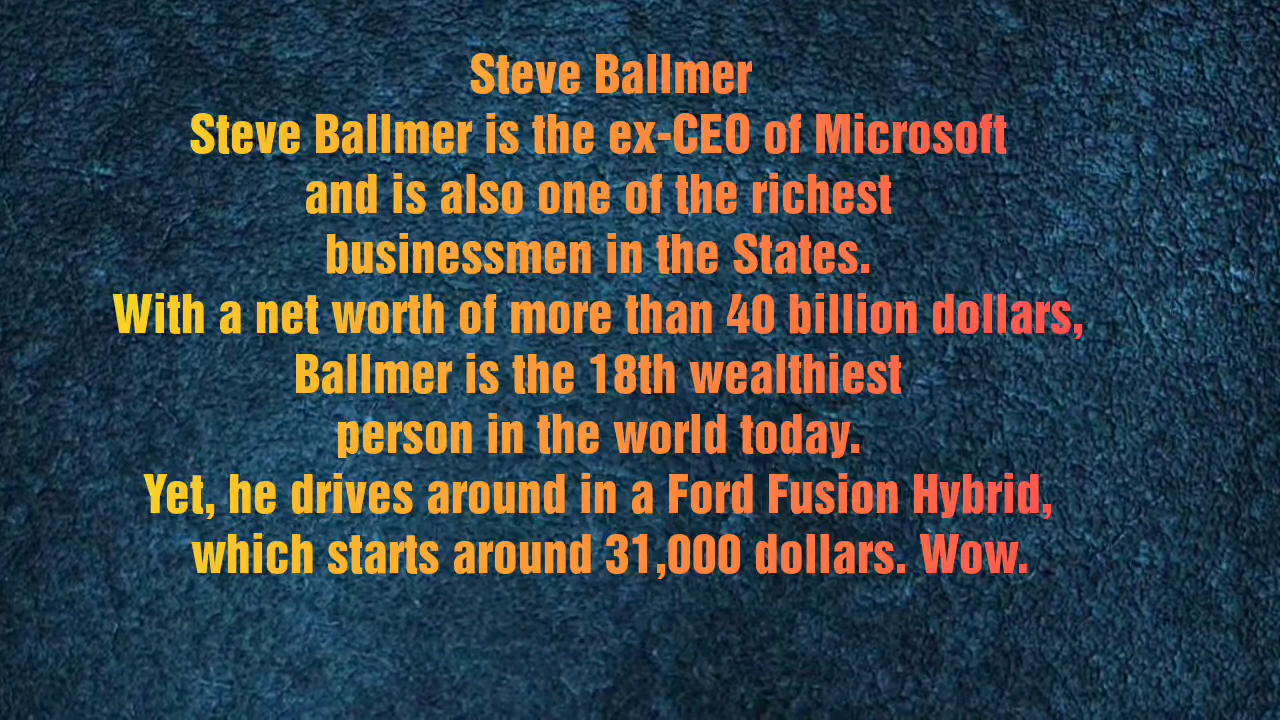 Steve Ballmer
Steve Ballmer is the ex-CEO of Microsoft
and is also one of the richest
businessmen in the States.
With a net worth of more than 40 billion dollars,
Ballmer is the 18th wealthiest
person in the world today.
Yet, he drives around in a Ford Fusion Hybrid,
which starts around 31,000 dollars. Wow.